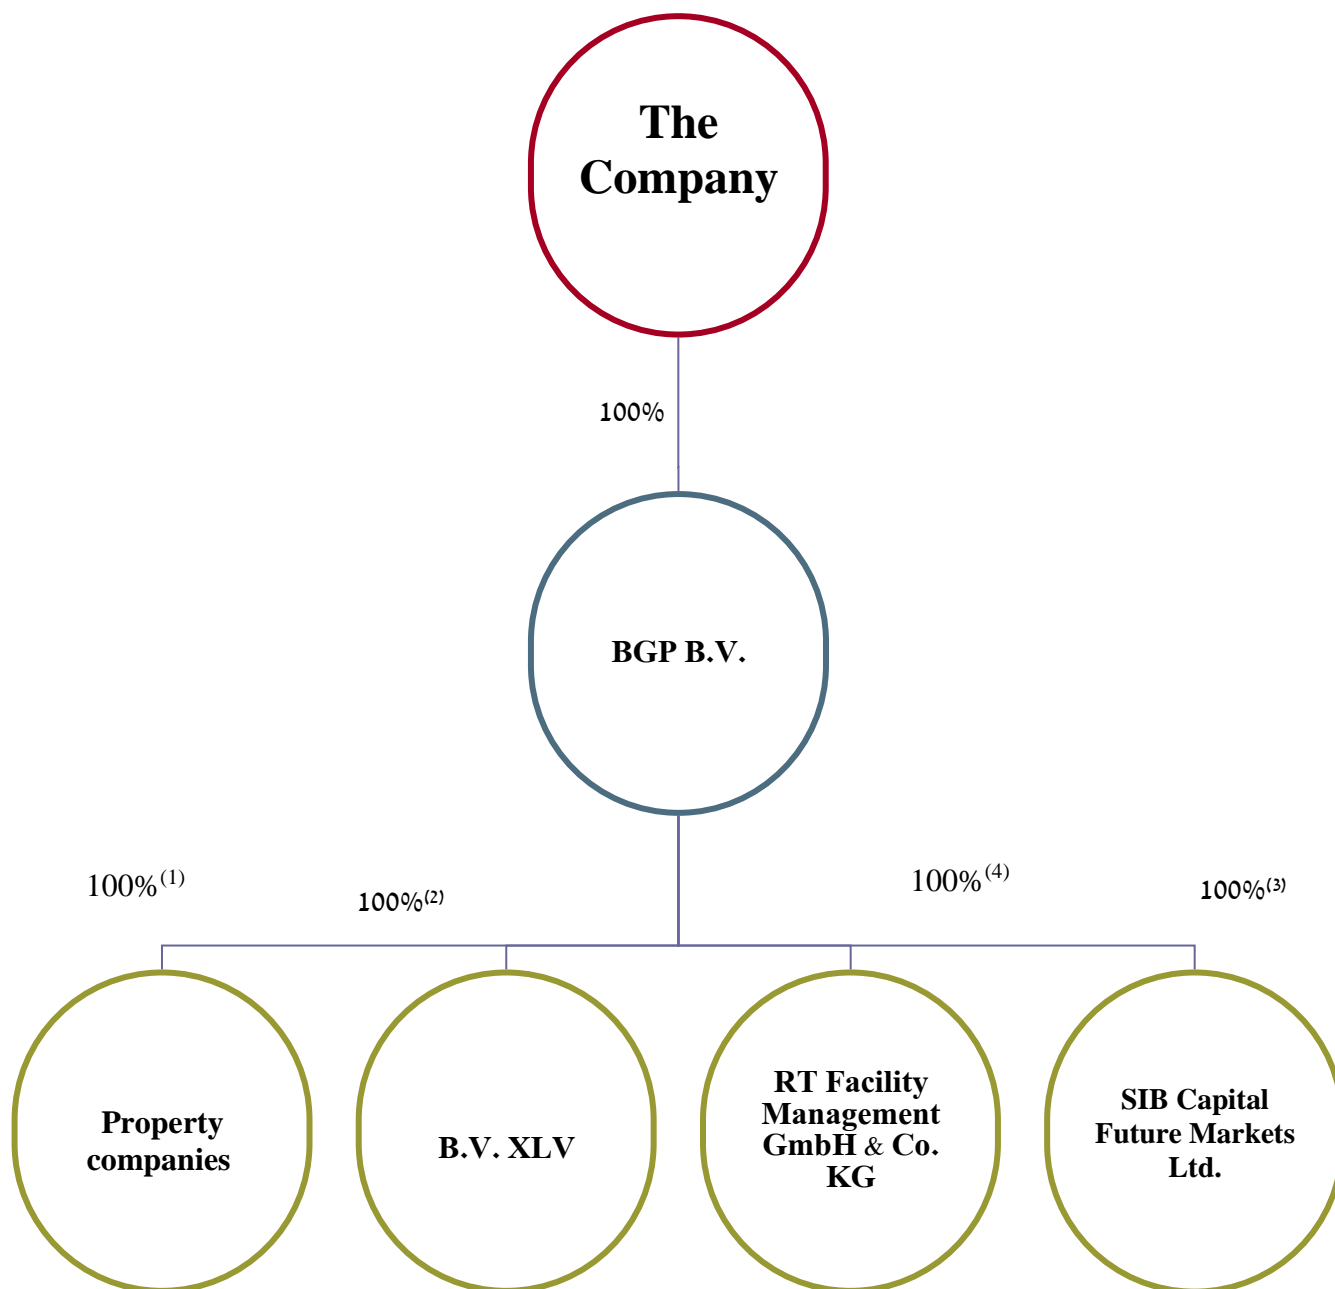 The
Company
100%
BGP B.V.
100%(1)
100%(2)
100%(4)
100%(3)
Property
companies
B.V. XLV
RT Facility
Management
GmbH & Co.
KG
SIB Capital
Future Markets
Ltd.